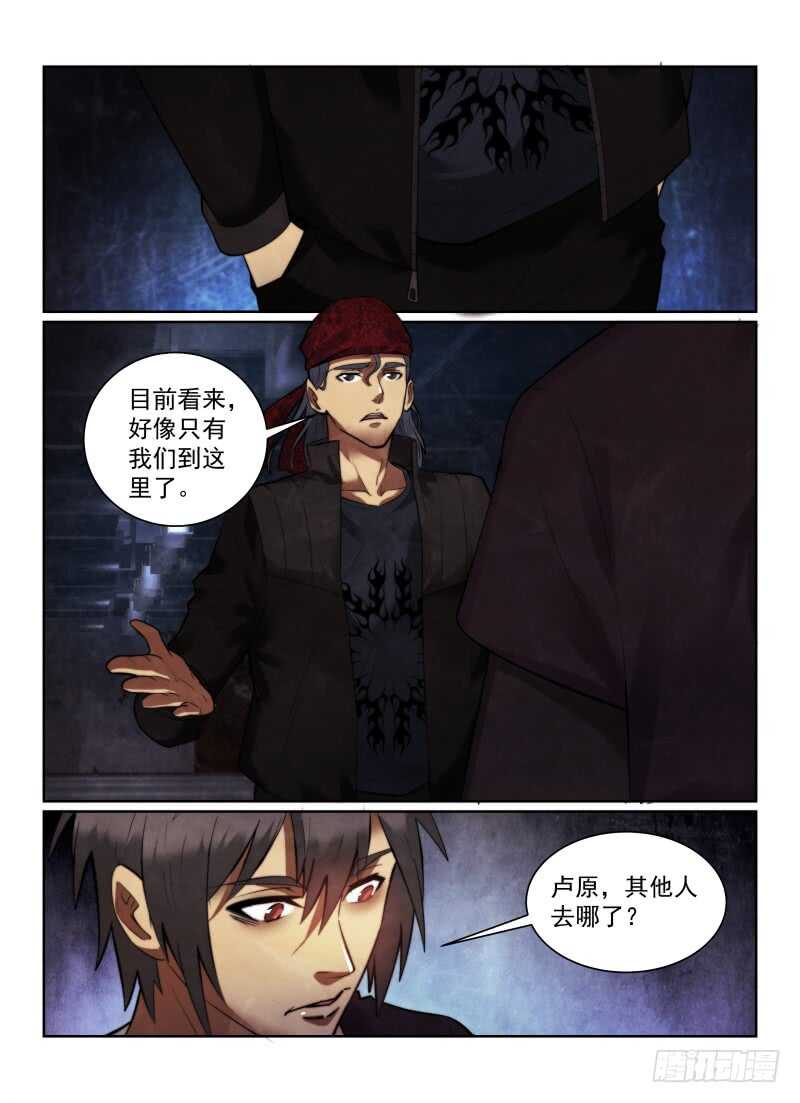 目前看来，
好像只有
我们到这
里了。
卢原，其他人
去哪了？
腾讯动漫